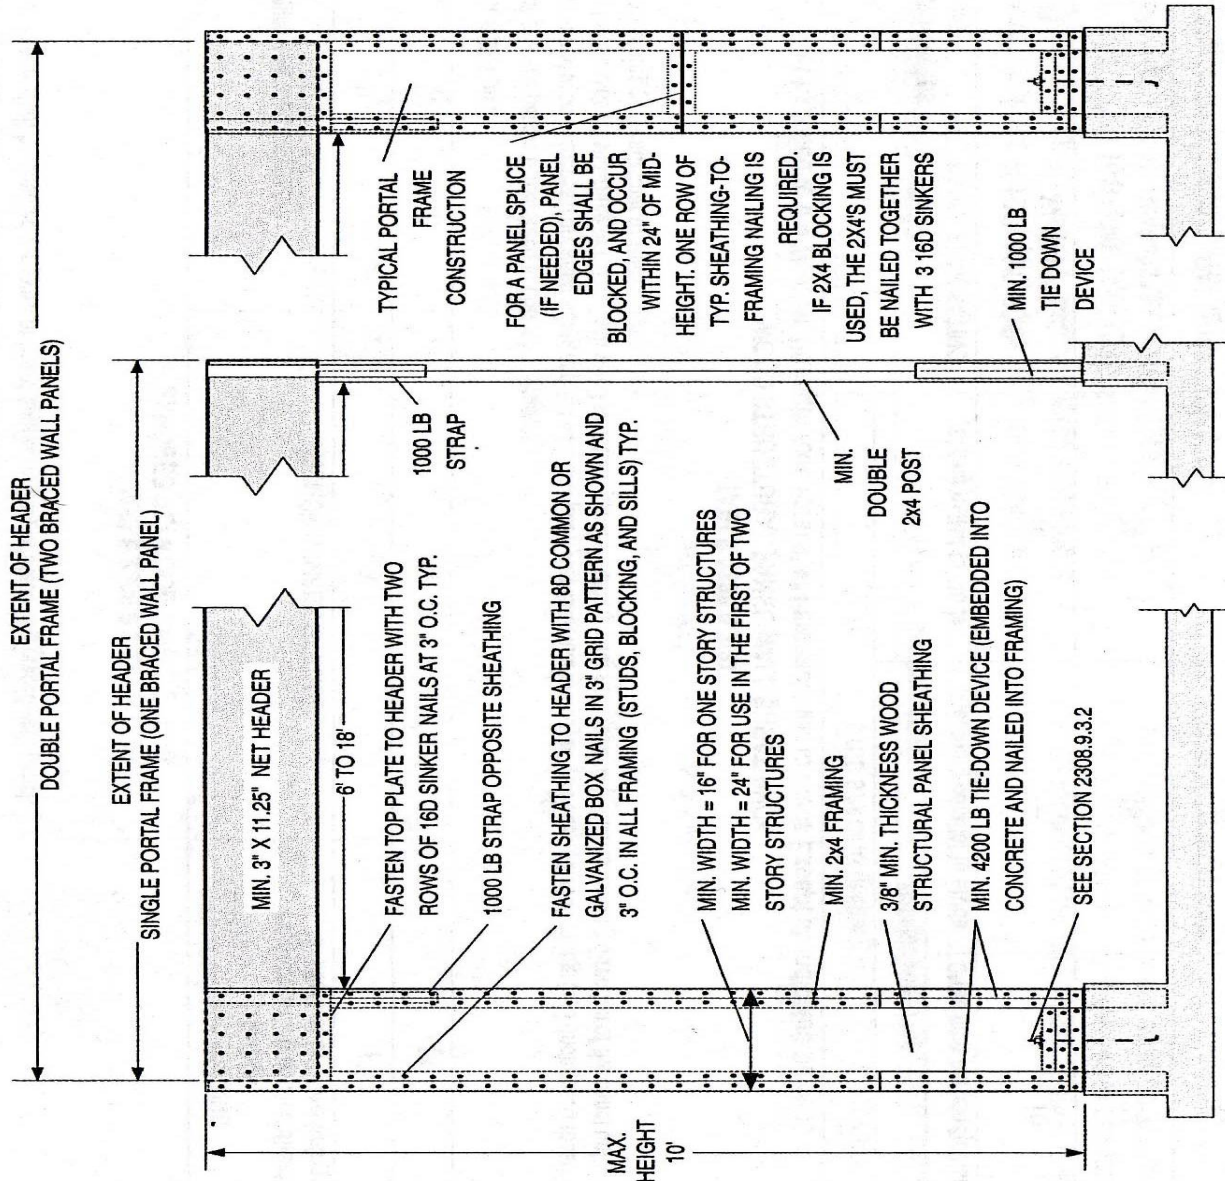 EXTENT OF HEADER
DOUBLE PORTAL FRAME (TWO BRACED WALL PANELS)
EXTENT OF HEADER
SINGLE PORTAL FRAME (ONE BRACED WALL PANEL)
MIN. 3" X 11.25" NET HEADER
6' TO 18'
FASTEN TOP PLATE TO HEADER WITH TWO
ROWS OF 16D SINKER NAILS AT 3" O.C. TYP.
1000 LB STRAP OPPOSITE SHEATHING
FASTEN SHEATHING TO HEADER WITH 8D COMMON OR
GALVANIZED BOX NAILS IN 3" GRID PATTERN AS SHOWN AND
3" O.C. IN ALL FRAMING (STUDS, BLOCKING, AND SILLS) TYP.
MIN. WIDTH = 16" FOR ONE STORY STRUCTURES
MIN. WIDTH = 24" FOR USE IN THE FIRST OF TWO
STORY STRUCTURES
MIN. 2x4 FRAMING
3/8" MIN. THICKNESS WOOD
STRUCTURAL PANEL SHEATHING
MIN. 4200 LB TIE-DOWN DEVICE (EMBEDDED INTO
CONCRETE AND NAILED INTO FRAMING)
SEE SECTION 2308.9.3.2
MAX.
HEIGHT
10'
1000 LB
STRAP
MIN.
DOUBLE
2x4 POST
TYPICAL PORTAL
FRAME
CONSTRUCTION
FOR A PANEL SPLICE
(IF NEEDED), PANEL
EDGES SHALL BE
BLOCKED, AND OCCUR
WITHIN 24" OF MID-
HEIGHT. ONE ROW OF
TYP. SHEATHING-TO-
FRAMING NAILING IS
REQUIRED.
IF 2X4 BLOCKING IS
USED, THE 2X4'S MUST
BE NAILED TOGETHER
WITH 3 16D SINKERS
MIN. 1000 LB
TIE DOWN
DEVICE